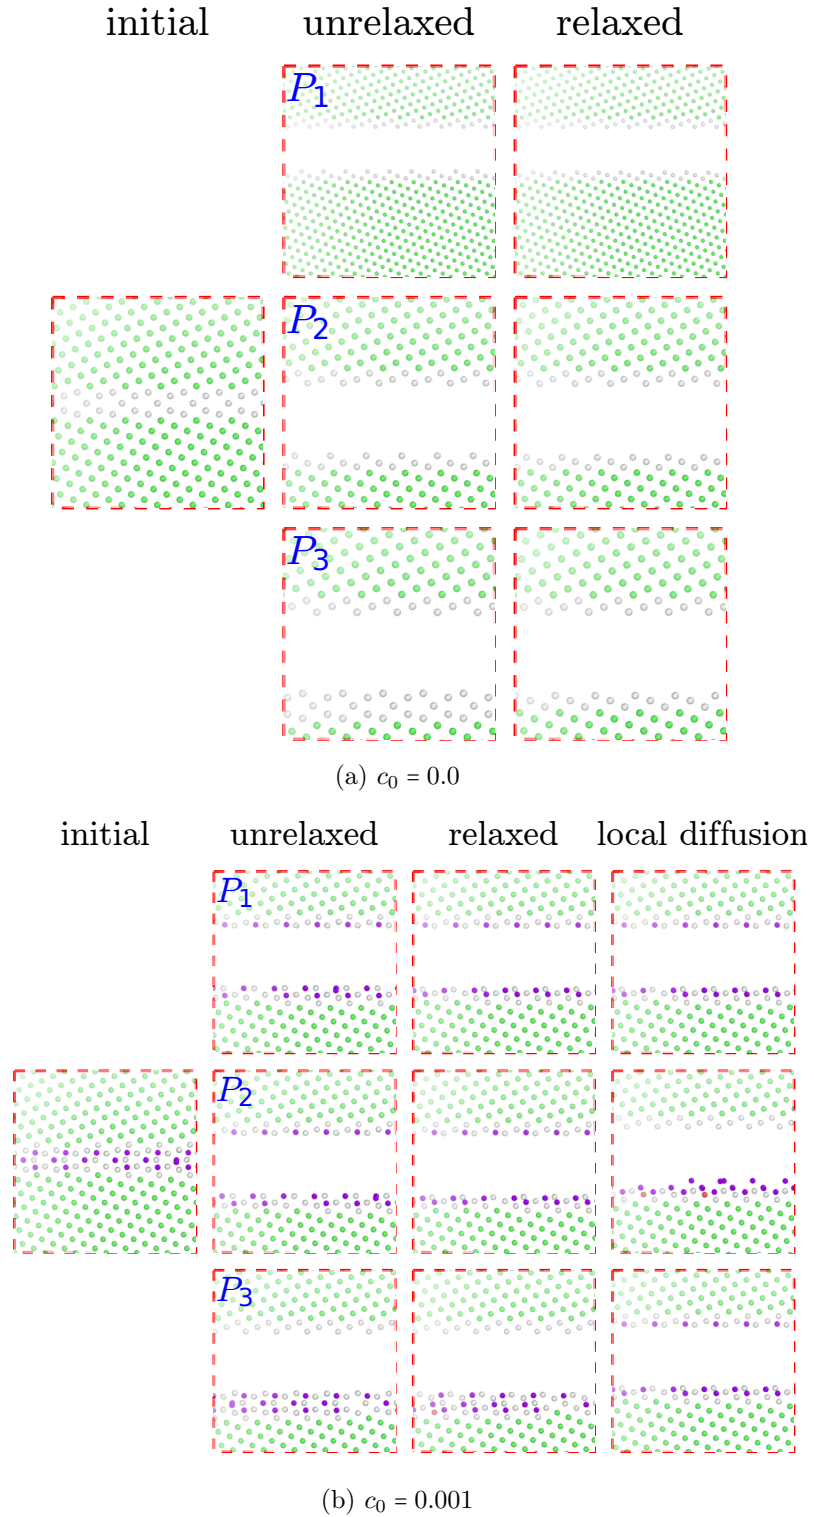 initial unrelaxed relaxed
P1
P2
P3
(a) c0 = 0.0
initial unrelaxed relaxed local diffusion
P1
P2
P3
(b) c0 = 0.001